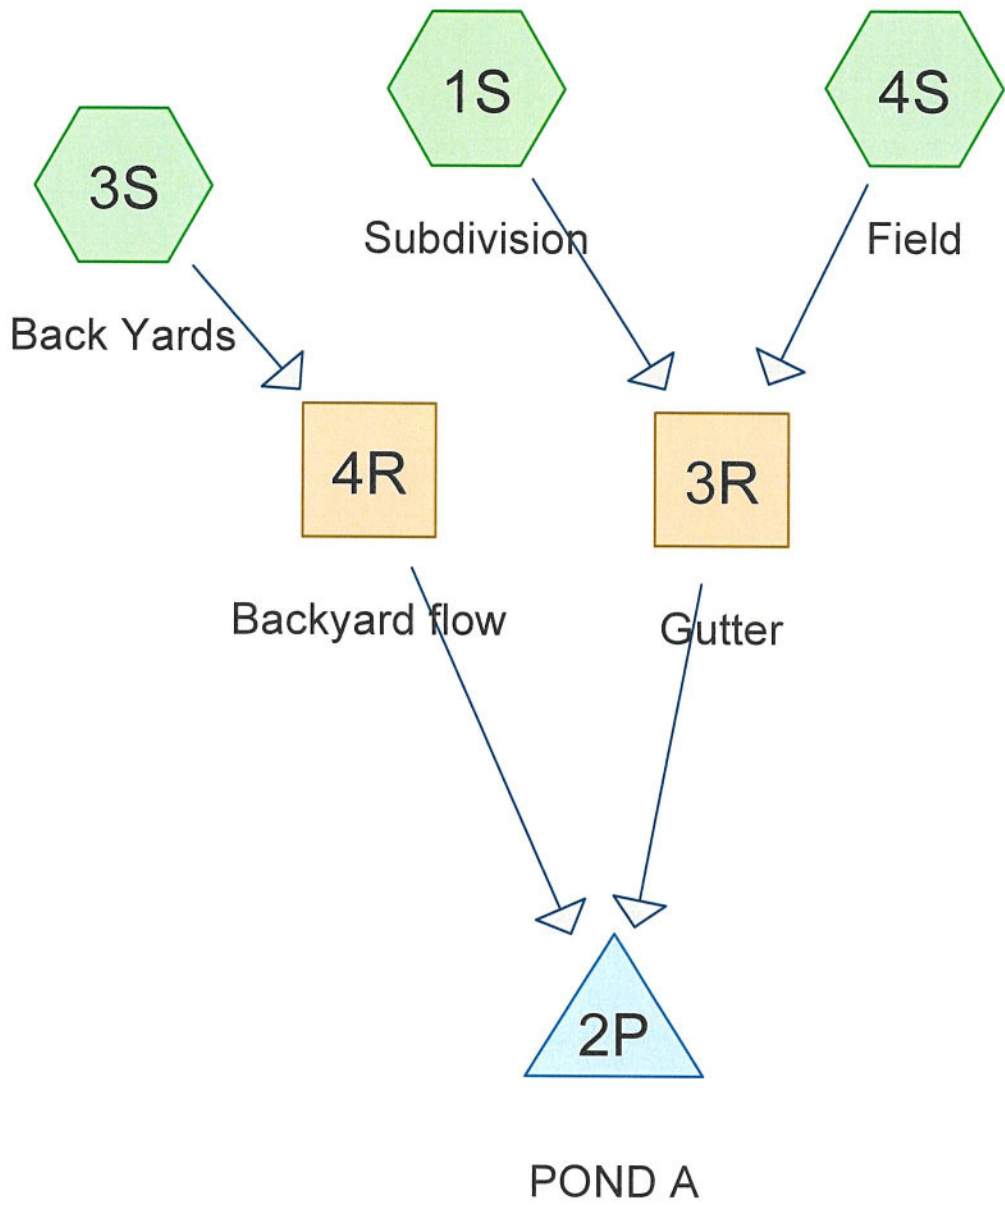 1S
4S
3S
Subdivision
Field
Back Yards
4R
3R
Backyard flow
Gutter
2P
POND A